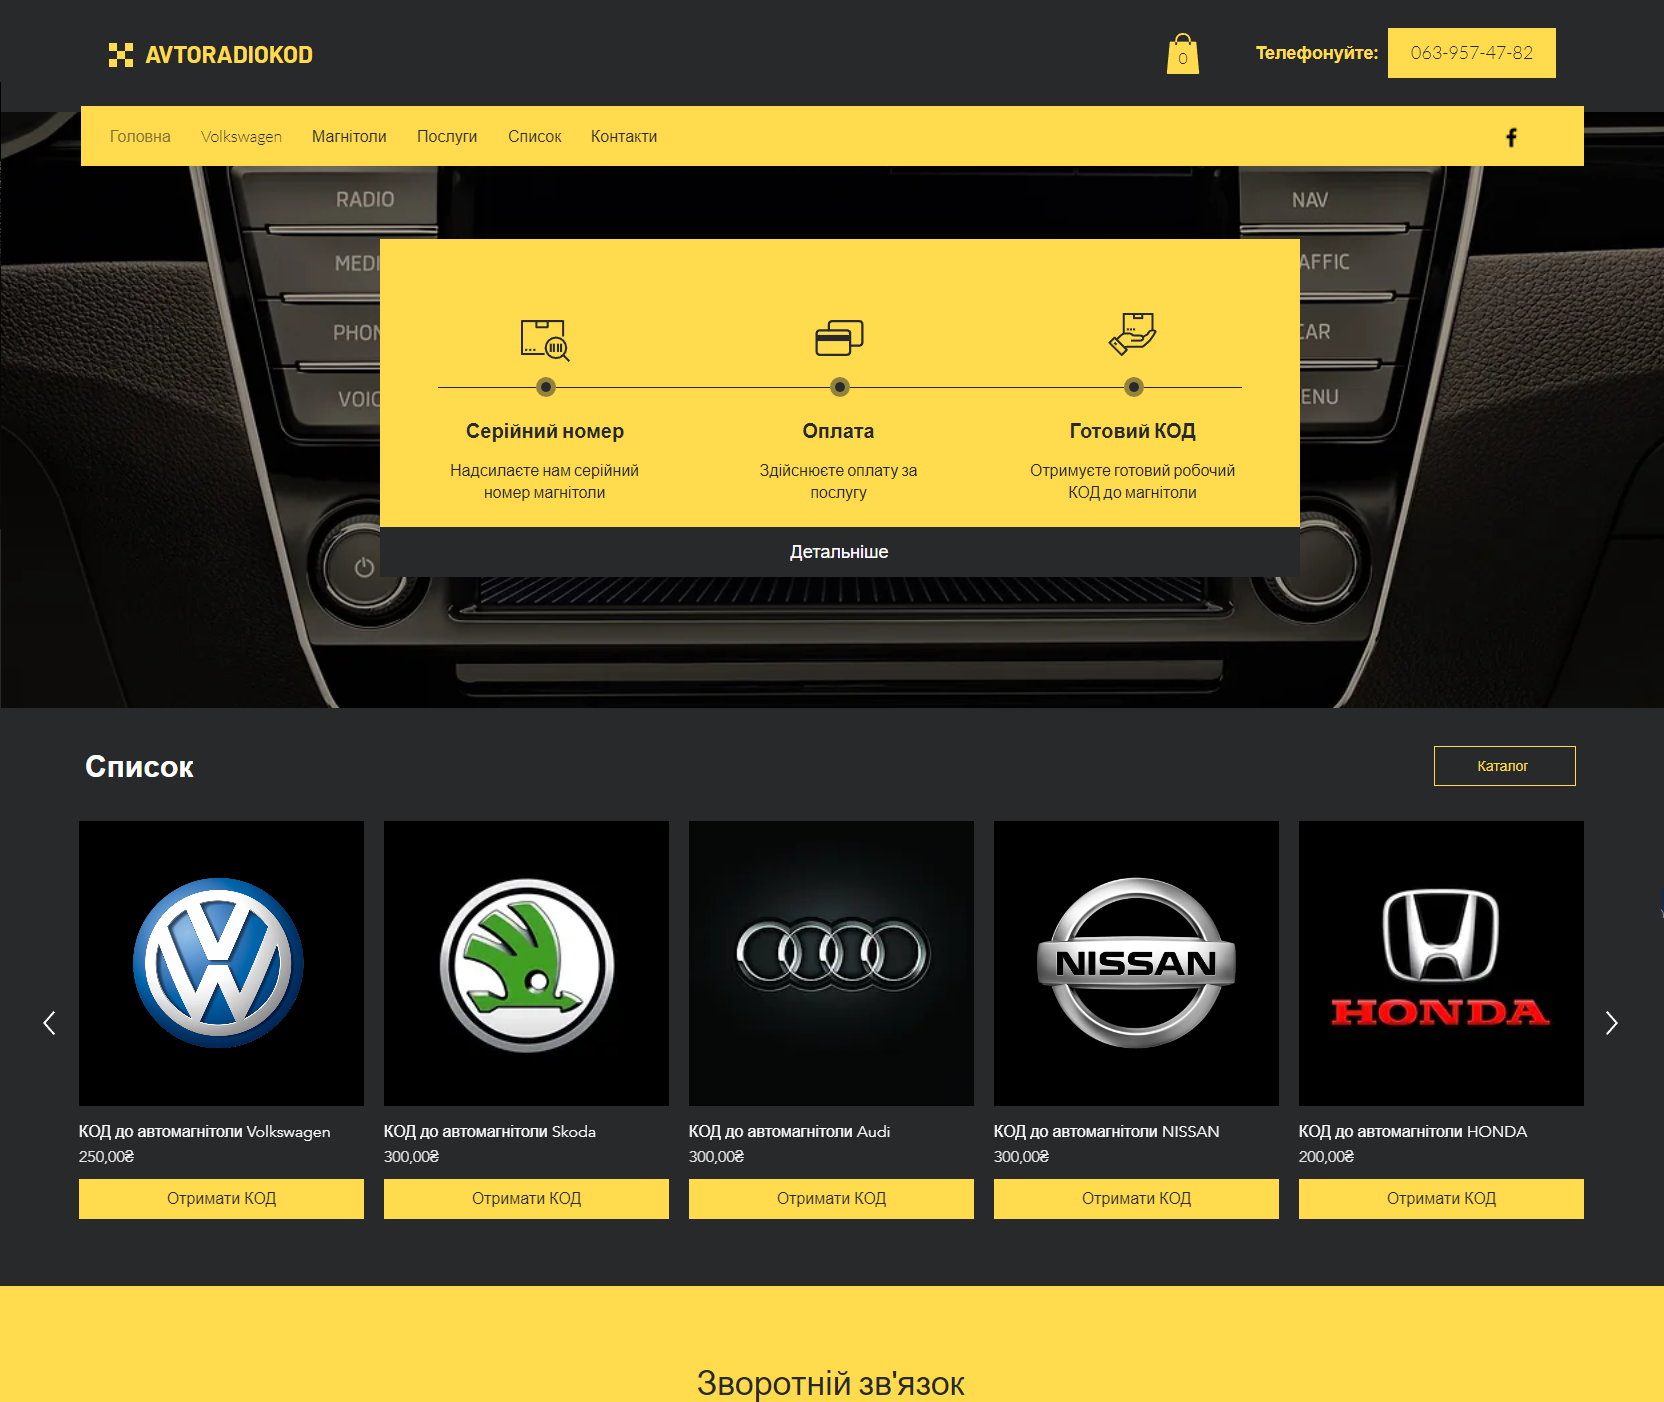 AVTORADIOKOD
0
Телефонуйте:
063-957-47-82
Головна
Volkswagen
Магнітоли
Послуги
Список
Контакти
RADIO
NAV
MEDI
AFFIC
PHON
CAR
VOIC
ENU
Серійний номер
Надсилаєте нам серійний
номер магнітоли
Оплата
Здійснюєте оплату за
послугу
Готовий КОД
Отримуєте готовий робочий
КОД до магнітоли
Детальніше
Список
Каталог
NISSAN
HONDA
КОД до автомагнітоли Volkswagen
250,00₴
Отримати КОД
КОД до автомагнітоли Skoda
300,00₴
Отримати КОД
КОД до автомагнітоли Audi
300,00₴
Отримати КОД
КОД до автомагнітоли NISSAN
300,00₴
Отримати КОД
КОД до автомагнітоли HONDA
200,00₴
Отримати КОД
Зворотній зв'язок